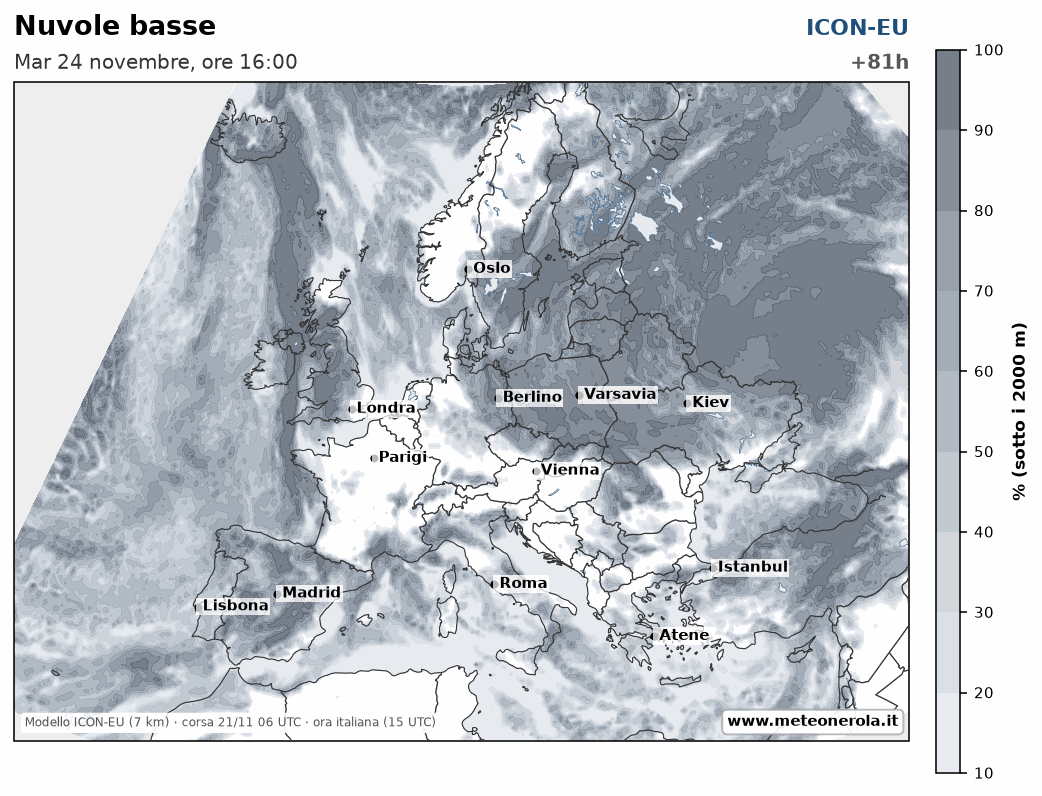 Nuvole basse
ICON-EU
Mar 24 novembre, ore 16:00
+81h
100
90
80
70
60
50
40
30
20
10
% (sotto i 2000 m)
Oslo
Londra
Berlino
Varsavia
Kiev
Parigi
Vienna
Madrid
Lisbona
Roma
Istanbul
Atene
Modello ICON-EU (7 km) · corsa 21/11 06 UTC · ora italiana (15 UTC)
www.meteonerola.it